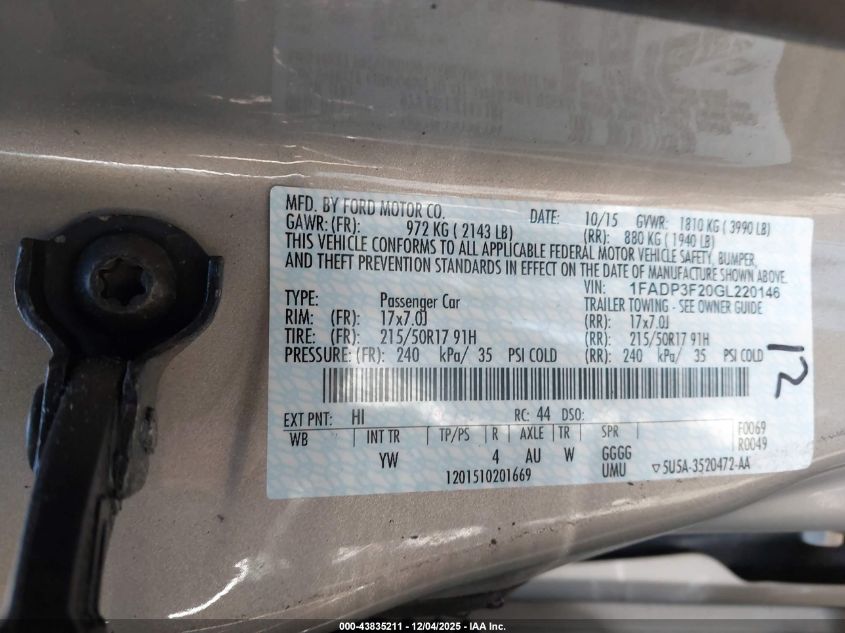 MFD. BY FORD MOTOR CO. DATE: 10/15 GVWR: 1810 KG ( 3990 LB)
GAWR: (FR): 972 KG ( 2143 LB) (RR): 880 KG ( 1940 LB)
THIS VEHICLE CONFORMS TO ALL APPLICABLE FEDERAL MOTOR VEHICLE SAFETY, BUMPER,
AND THEFT PREVENTION STANDARDS IN EFFECT ON THE DATE OF MANUFACTURE SHOWN ABOVE.
VIN: 1FADP3F20GL220146
TYPE: Passenger Car TRAILER TOWING - SEE OWNER GUIDE
RIM: (FR): 17x7.0J (RR): 17x7.0J
TIRE: (FR): 215/50R17 91H (RR): 215/50R17 91H
PRESSURE: (FR): 240 kPa/ 35 PSI COLD (RR): 240 kPa/ 35 PSI COLD
12
EXT PNT: HI RC: 44 DSO: F0069
WB INT TR TP/PS R AXLE TR SPR R0049
YW 4 AU W GGGG
1201510201669 UMU ▽5U5A-3520472-AA
000-43835211 - 12/04/2025 - IAA Inc.